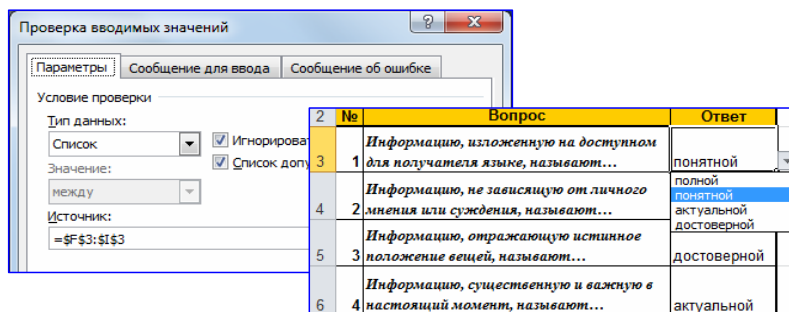 Проверка вводимых значений
Параметры Сообщение для ввода Сообщение об ошибке
Условие проверки
Тип данных:
Список
Значение:
между
Источник:
=$F$3:$I$3
Список
2 № Вопрос Ответ
3 1 Информацию, изложенную на доступном
для получателя языке, называют... понятной
полной
понятной
актуальной
достоверной
4 2 Информацию, не зависящую от личного
мнения или суждения, называют...
5 3 Информацию, отражающую истинное
положение вещей, называют... достоверной
6 4 Информацию, существенную и важную в
настоящий момент, называют... актуальной